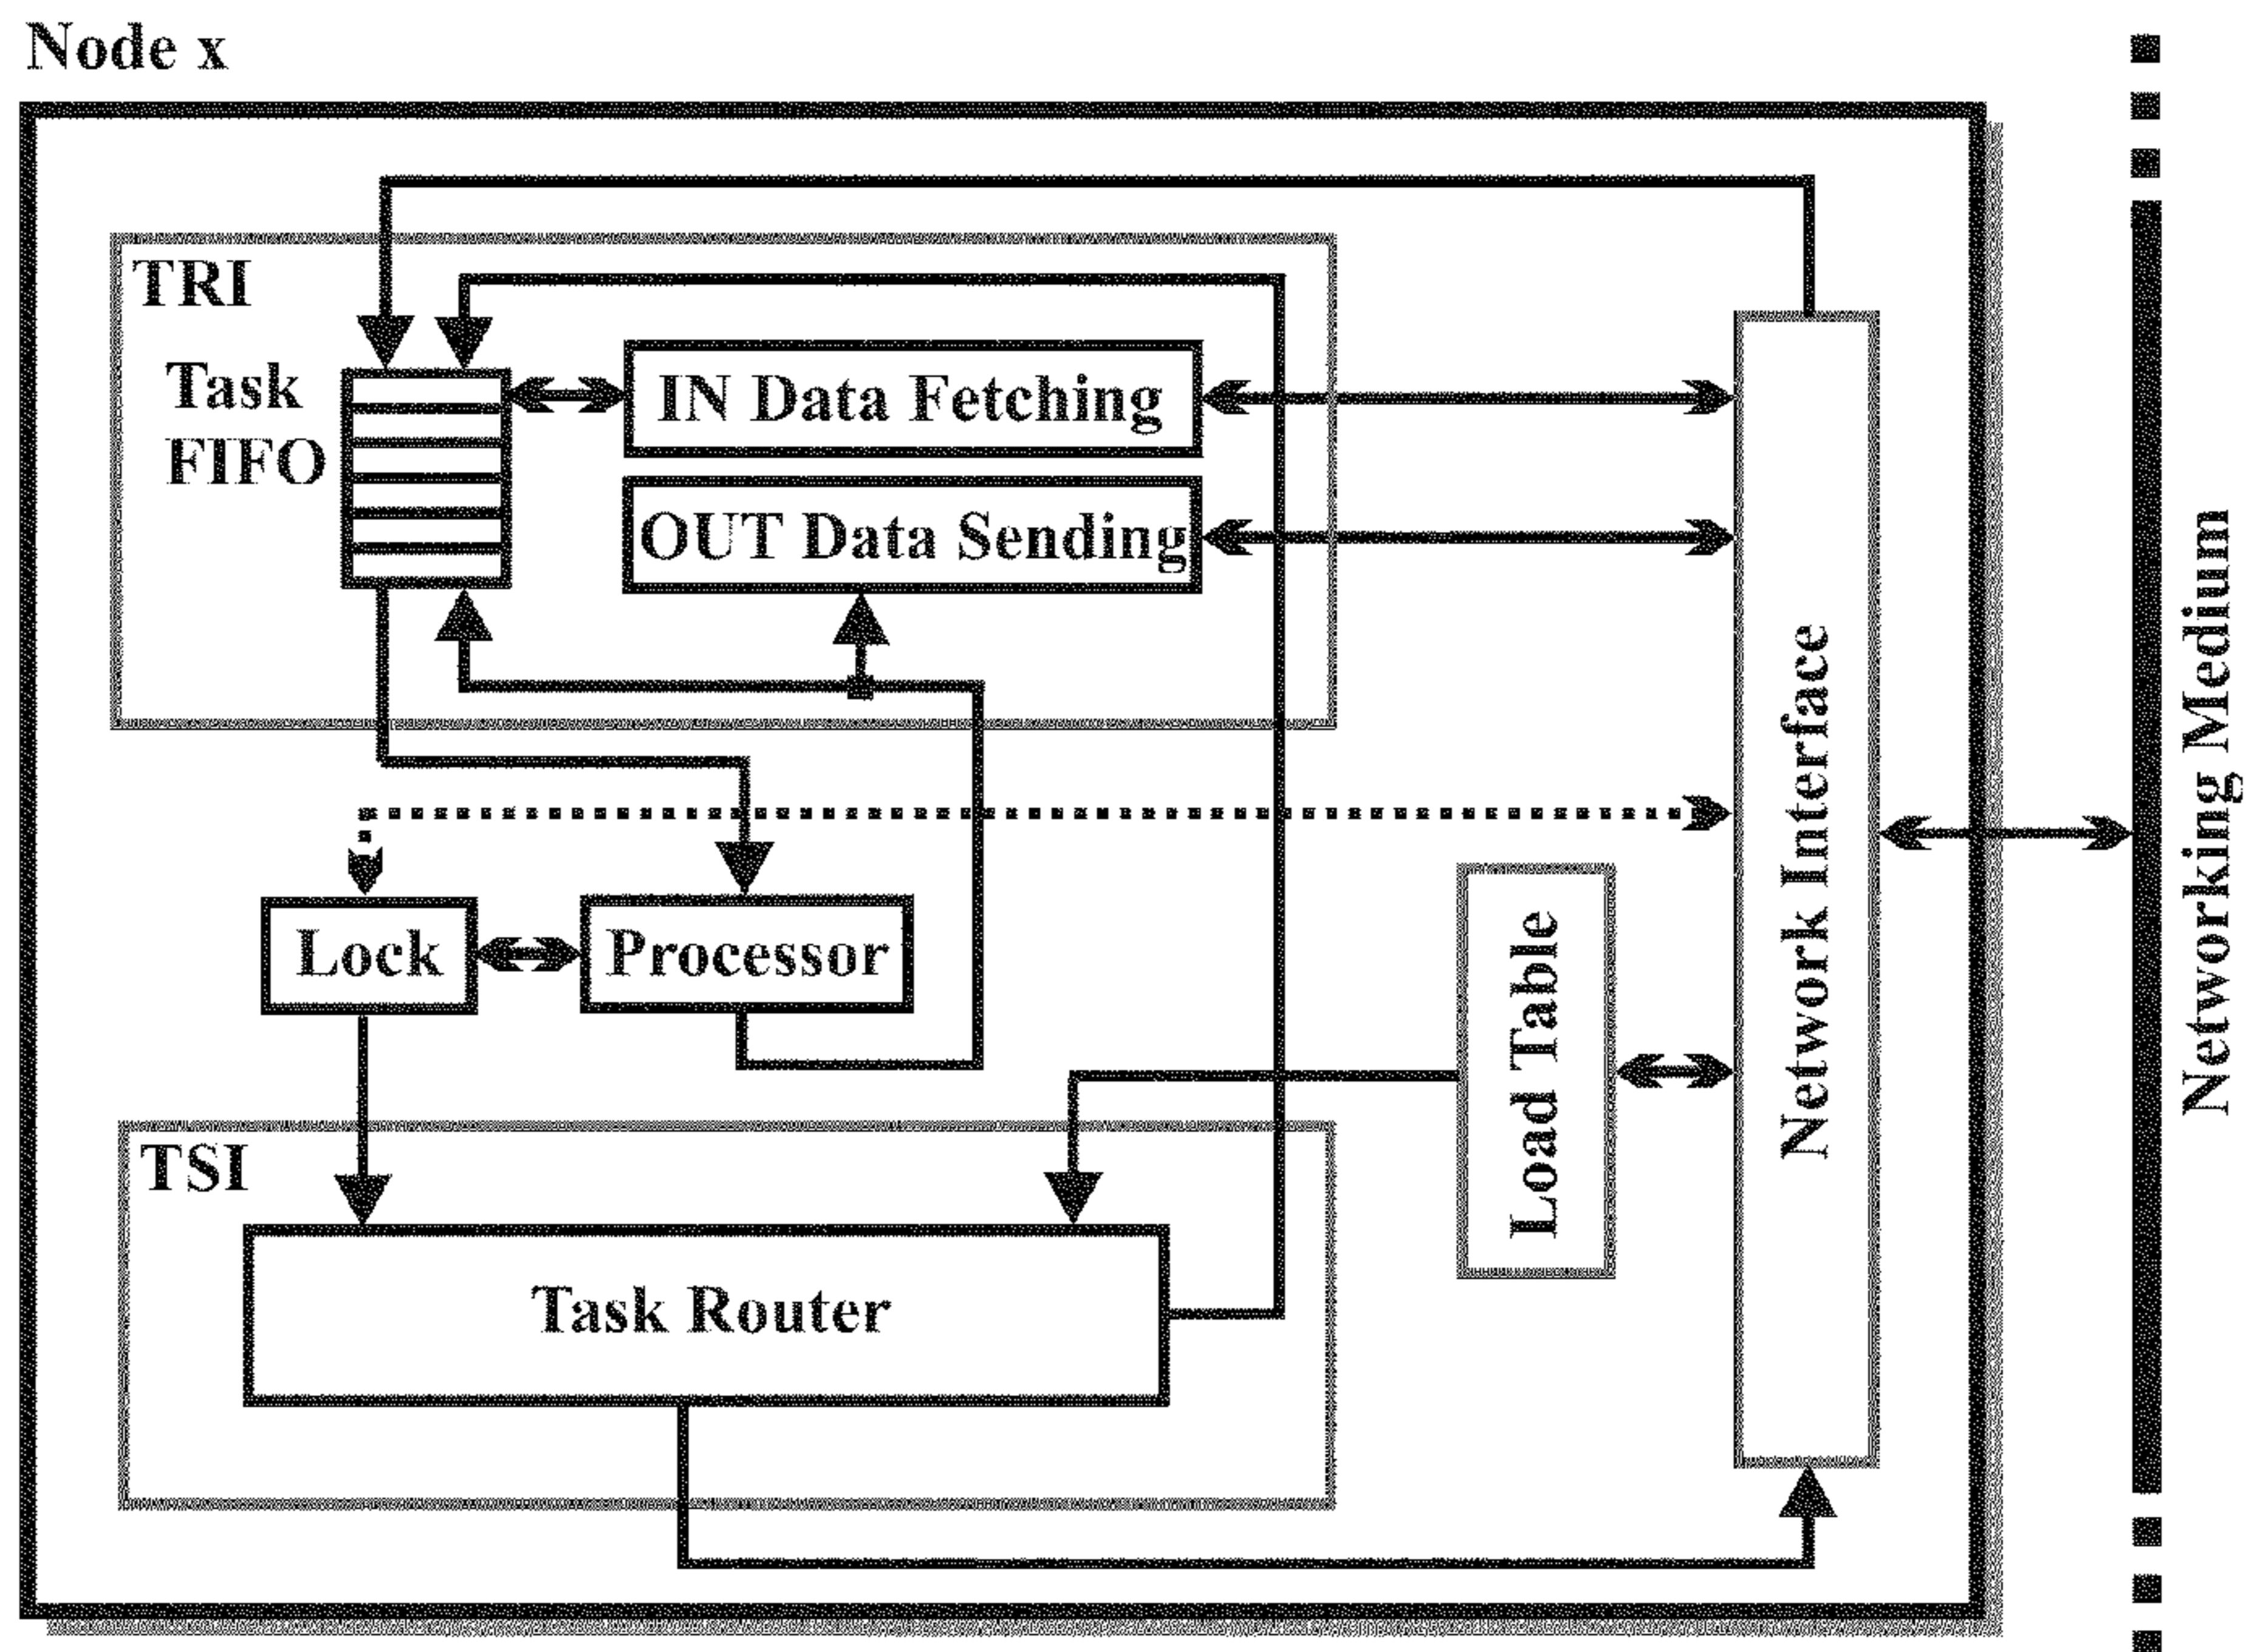 Node x
TRI
Task
FIFO
IN Data Fetching
OUT Data Sending
Lock
Processor
TSI
Task Router
Load Table
Network Interface
Networking Medium